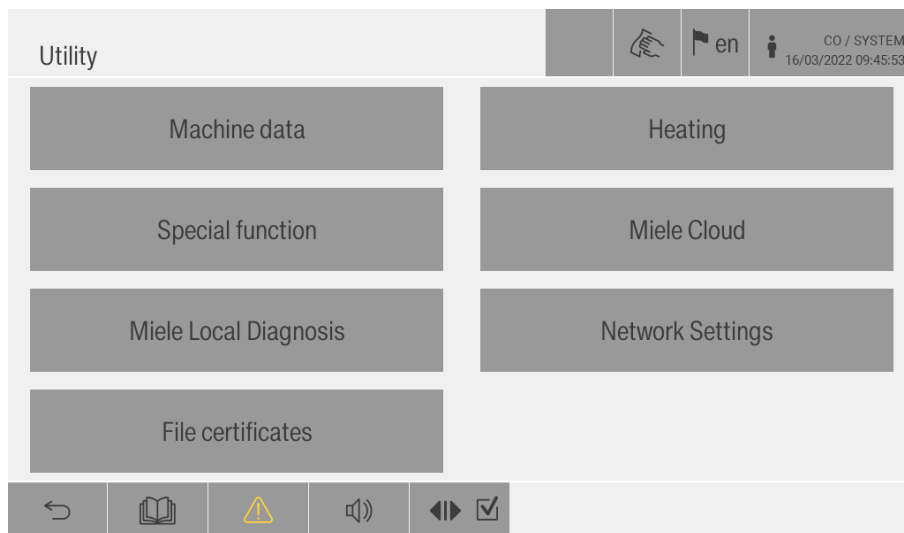 Utility
en
CO / SYSTEM
16/03/2022 09:45:53
Machine data
Heating
Special function
Miele Cloud
Miele Local Diagnosis
Network Settings
File certificates